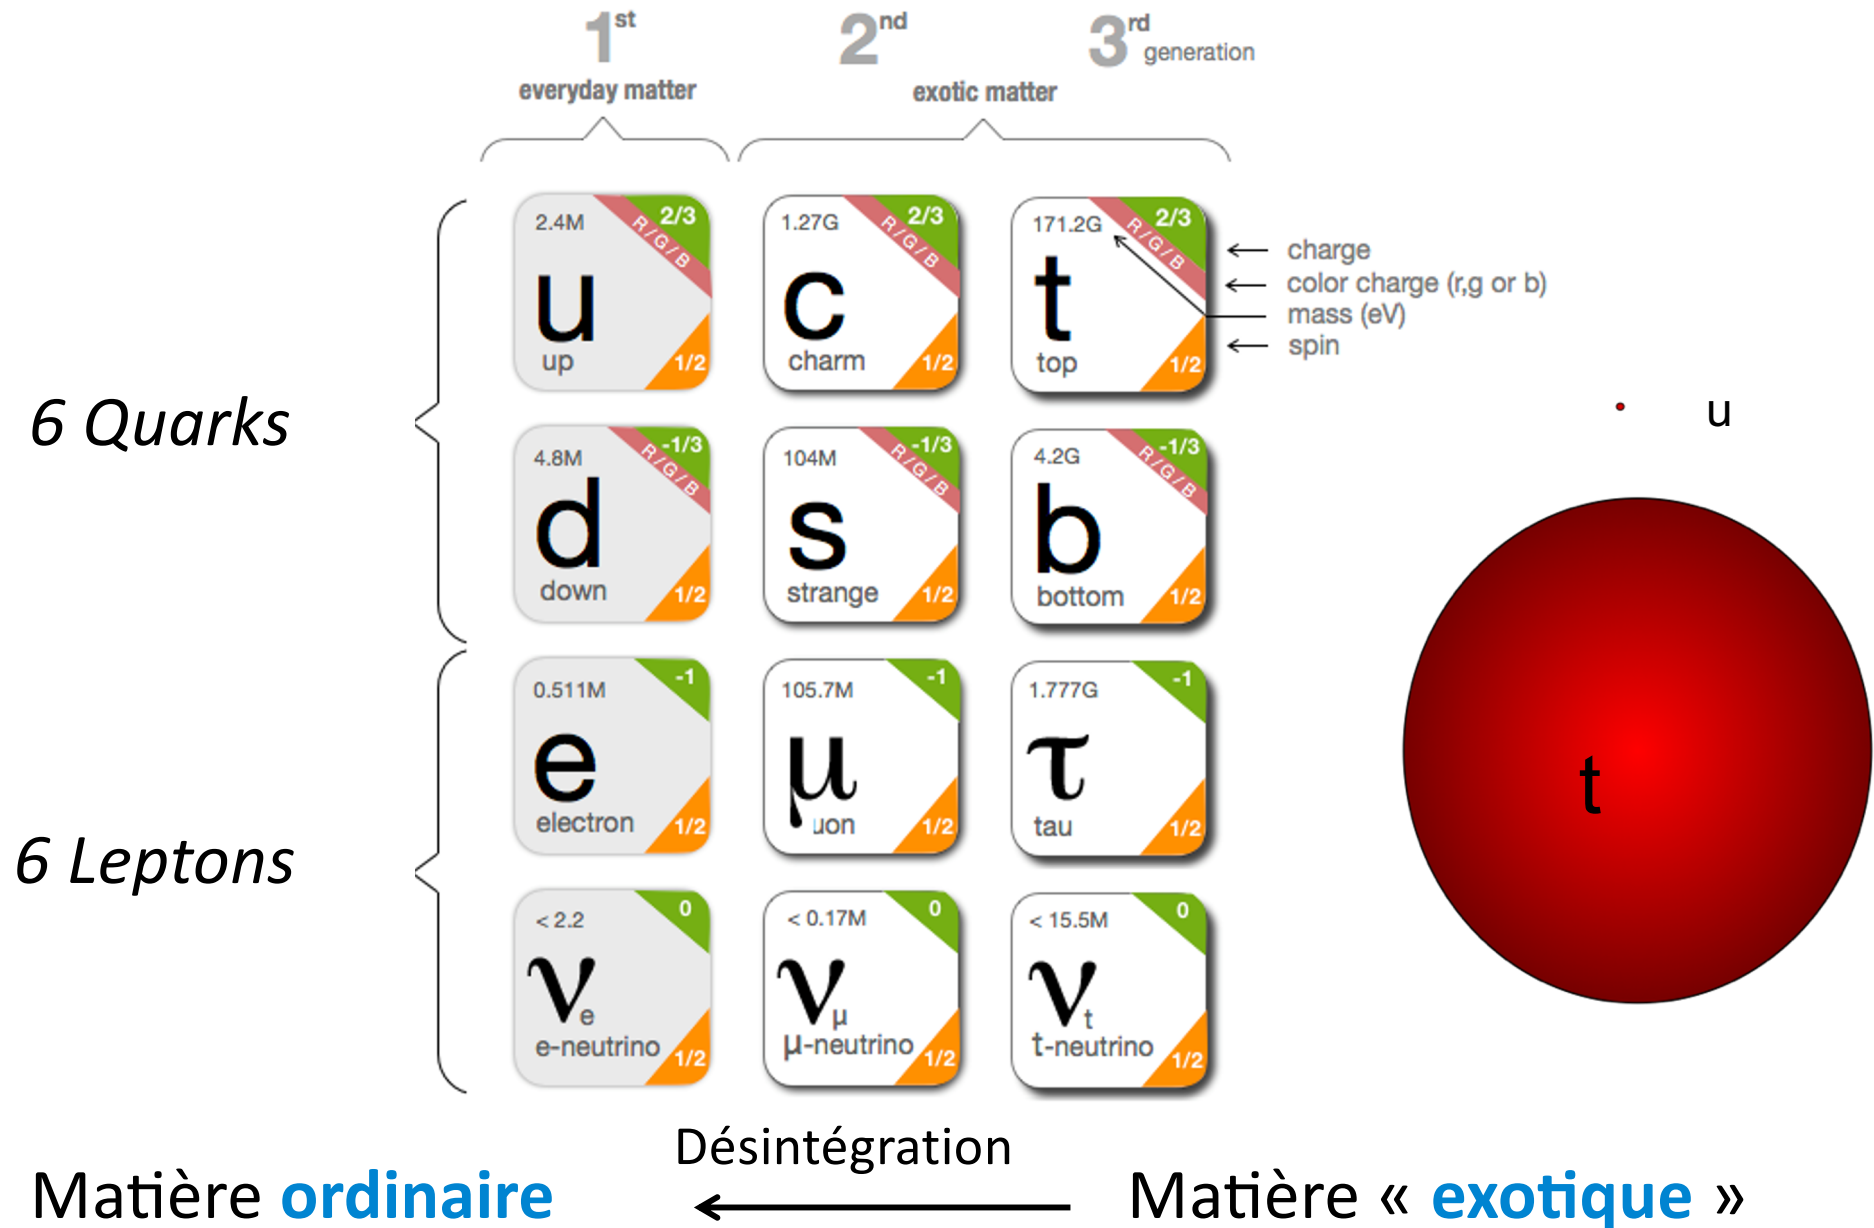 1st
2nd
3rd generation
everyday matter
exotic matter
2.4M
2/3
R/G/B
u
up
1/2
1.27G
2/3
R/G/B
c
charm
1/2
171.2G
2/3
R/G/B
t
top
1/2
charge
color charge (r,g or b)
mass (eV)
spin
6 Quarks
4.8M
-1/3
R/G/B
d
down
1/2
104M
-1/3
R/G/B
s
strange
1/2
4.2G
-1/3
R/G/B
b
bottom
1/2
u
t
6 Leptons
0.511M
-1
e
electron
1/2
105.7M
-1
μ
uon
1/2
1.777G
-1
τ
tau
1/2
< 2.2
0
νe
e-neutrino
1/2
< 0.17M
0
νμ
μ-neutrino
1/2
< 15.5M
0
νt
t-neutrino
1/2
Désintégration
Matière ordinaire
Matière « exotique »